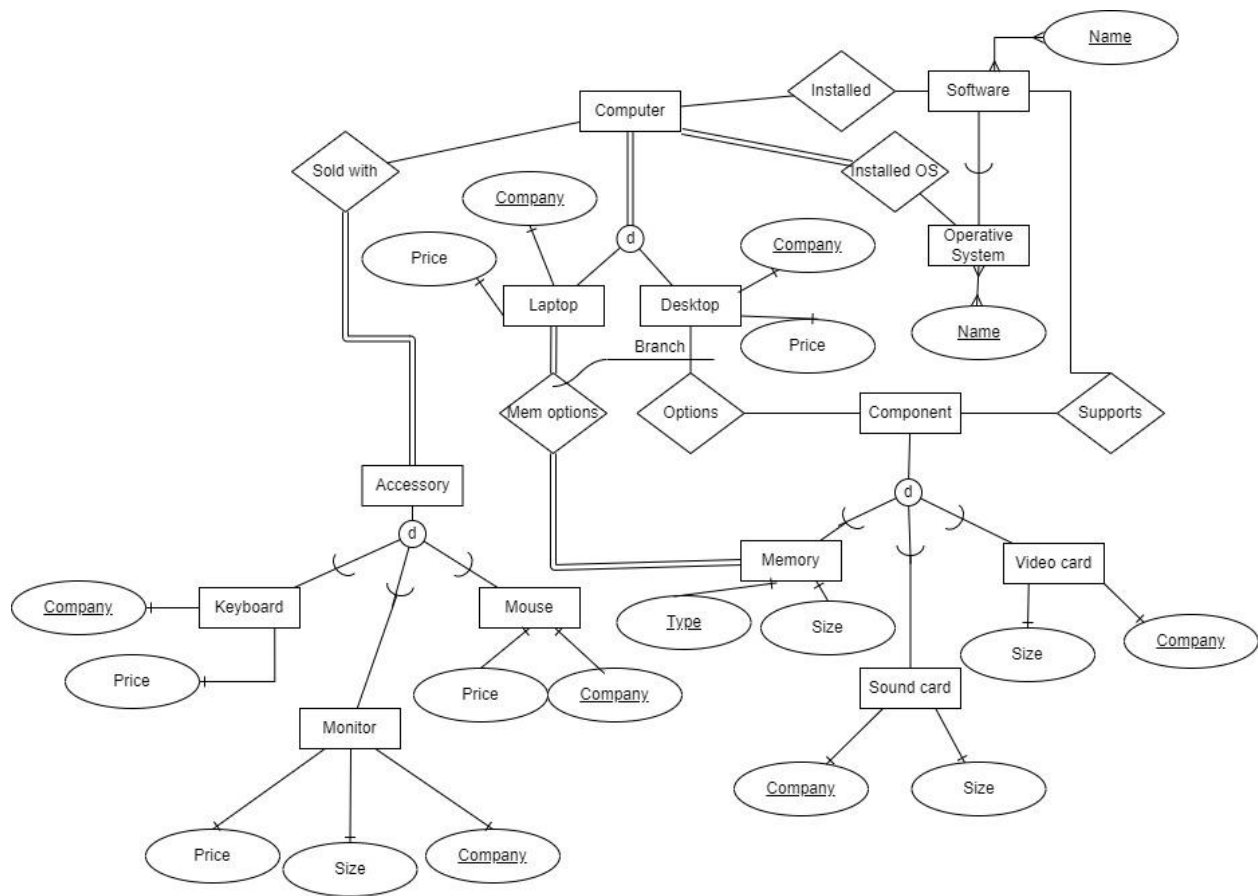 Name
Installed
Software
Computer
Sold with
Installed OS
Company
d
Operative
System
Company
Price
Laptop
Desktop
Name
Branch
Price
Mem options
Options
Component
Supports
Accessory
d
d
Memory
Video card
Company
Keyboard
Mouse
Type
Size
Company
Size
Price
Price
Company
Sound card
Monitor
Company
Size
Price
Size
Company